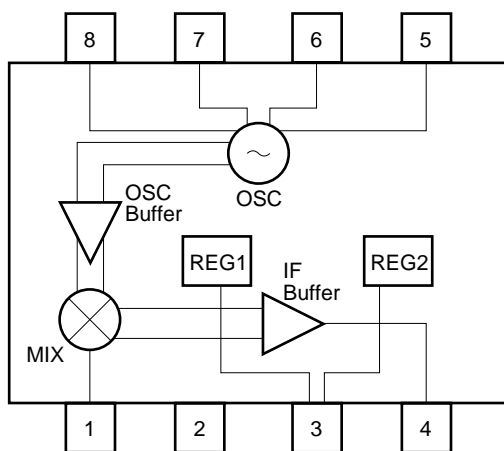 8 7 6 5
OSC
OSC
Buffer
REG1
IF
Buffer
REG2
MIX
1 2 3 4